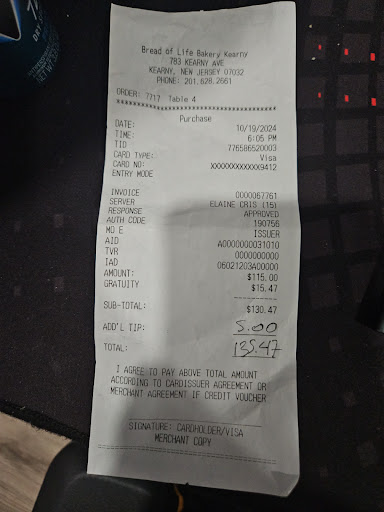 Bread of Life Bakery Kearny
783 KEARNY AVE
KEARNY, NEW JERSEY 07032
PHONE: 201.628.2661
ORDER: 7717 Table 4
************************************
Purchase
DATE: 10/19/2024
TIME: 6:05 PM
TID 776586520003
CARD TYPE: Visa
CARD NO: XXXXXXXXXXXX9412
ENTRY MODE
INVOICE 0000067761
SERVER ELAINE CRIS (15)
RESPONSE APPROVED
AUTH CODE 190756
MO E ISSUER
AID A0000000031010
TVR 0000000000
IAD 06021203A00000
AMOUNT: $115.00
GRATUITY $15.47
----------
SUB-TOTAL: $130.47
ADD'L TIP: 5.00
TOTAL: 135.47
I AGREE TO PAY ABOVE TOTAL AMOUNT
ACCORDING TO CARDISSUER AGREEMENT OR
MERCHANT AGREEMENT IF CREDIT VOUCHER
SIGNATURE: CARDHOLDER/VISA
MERCHANT COPY